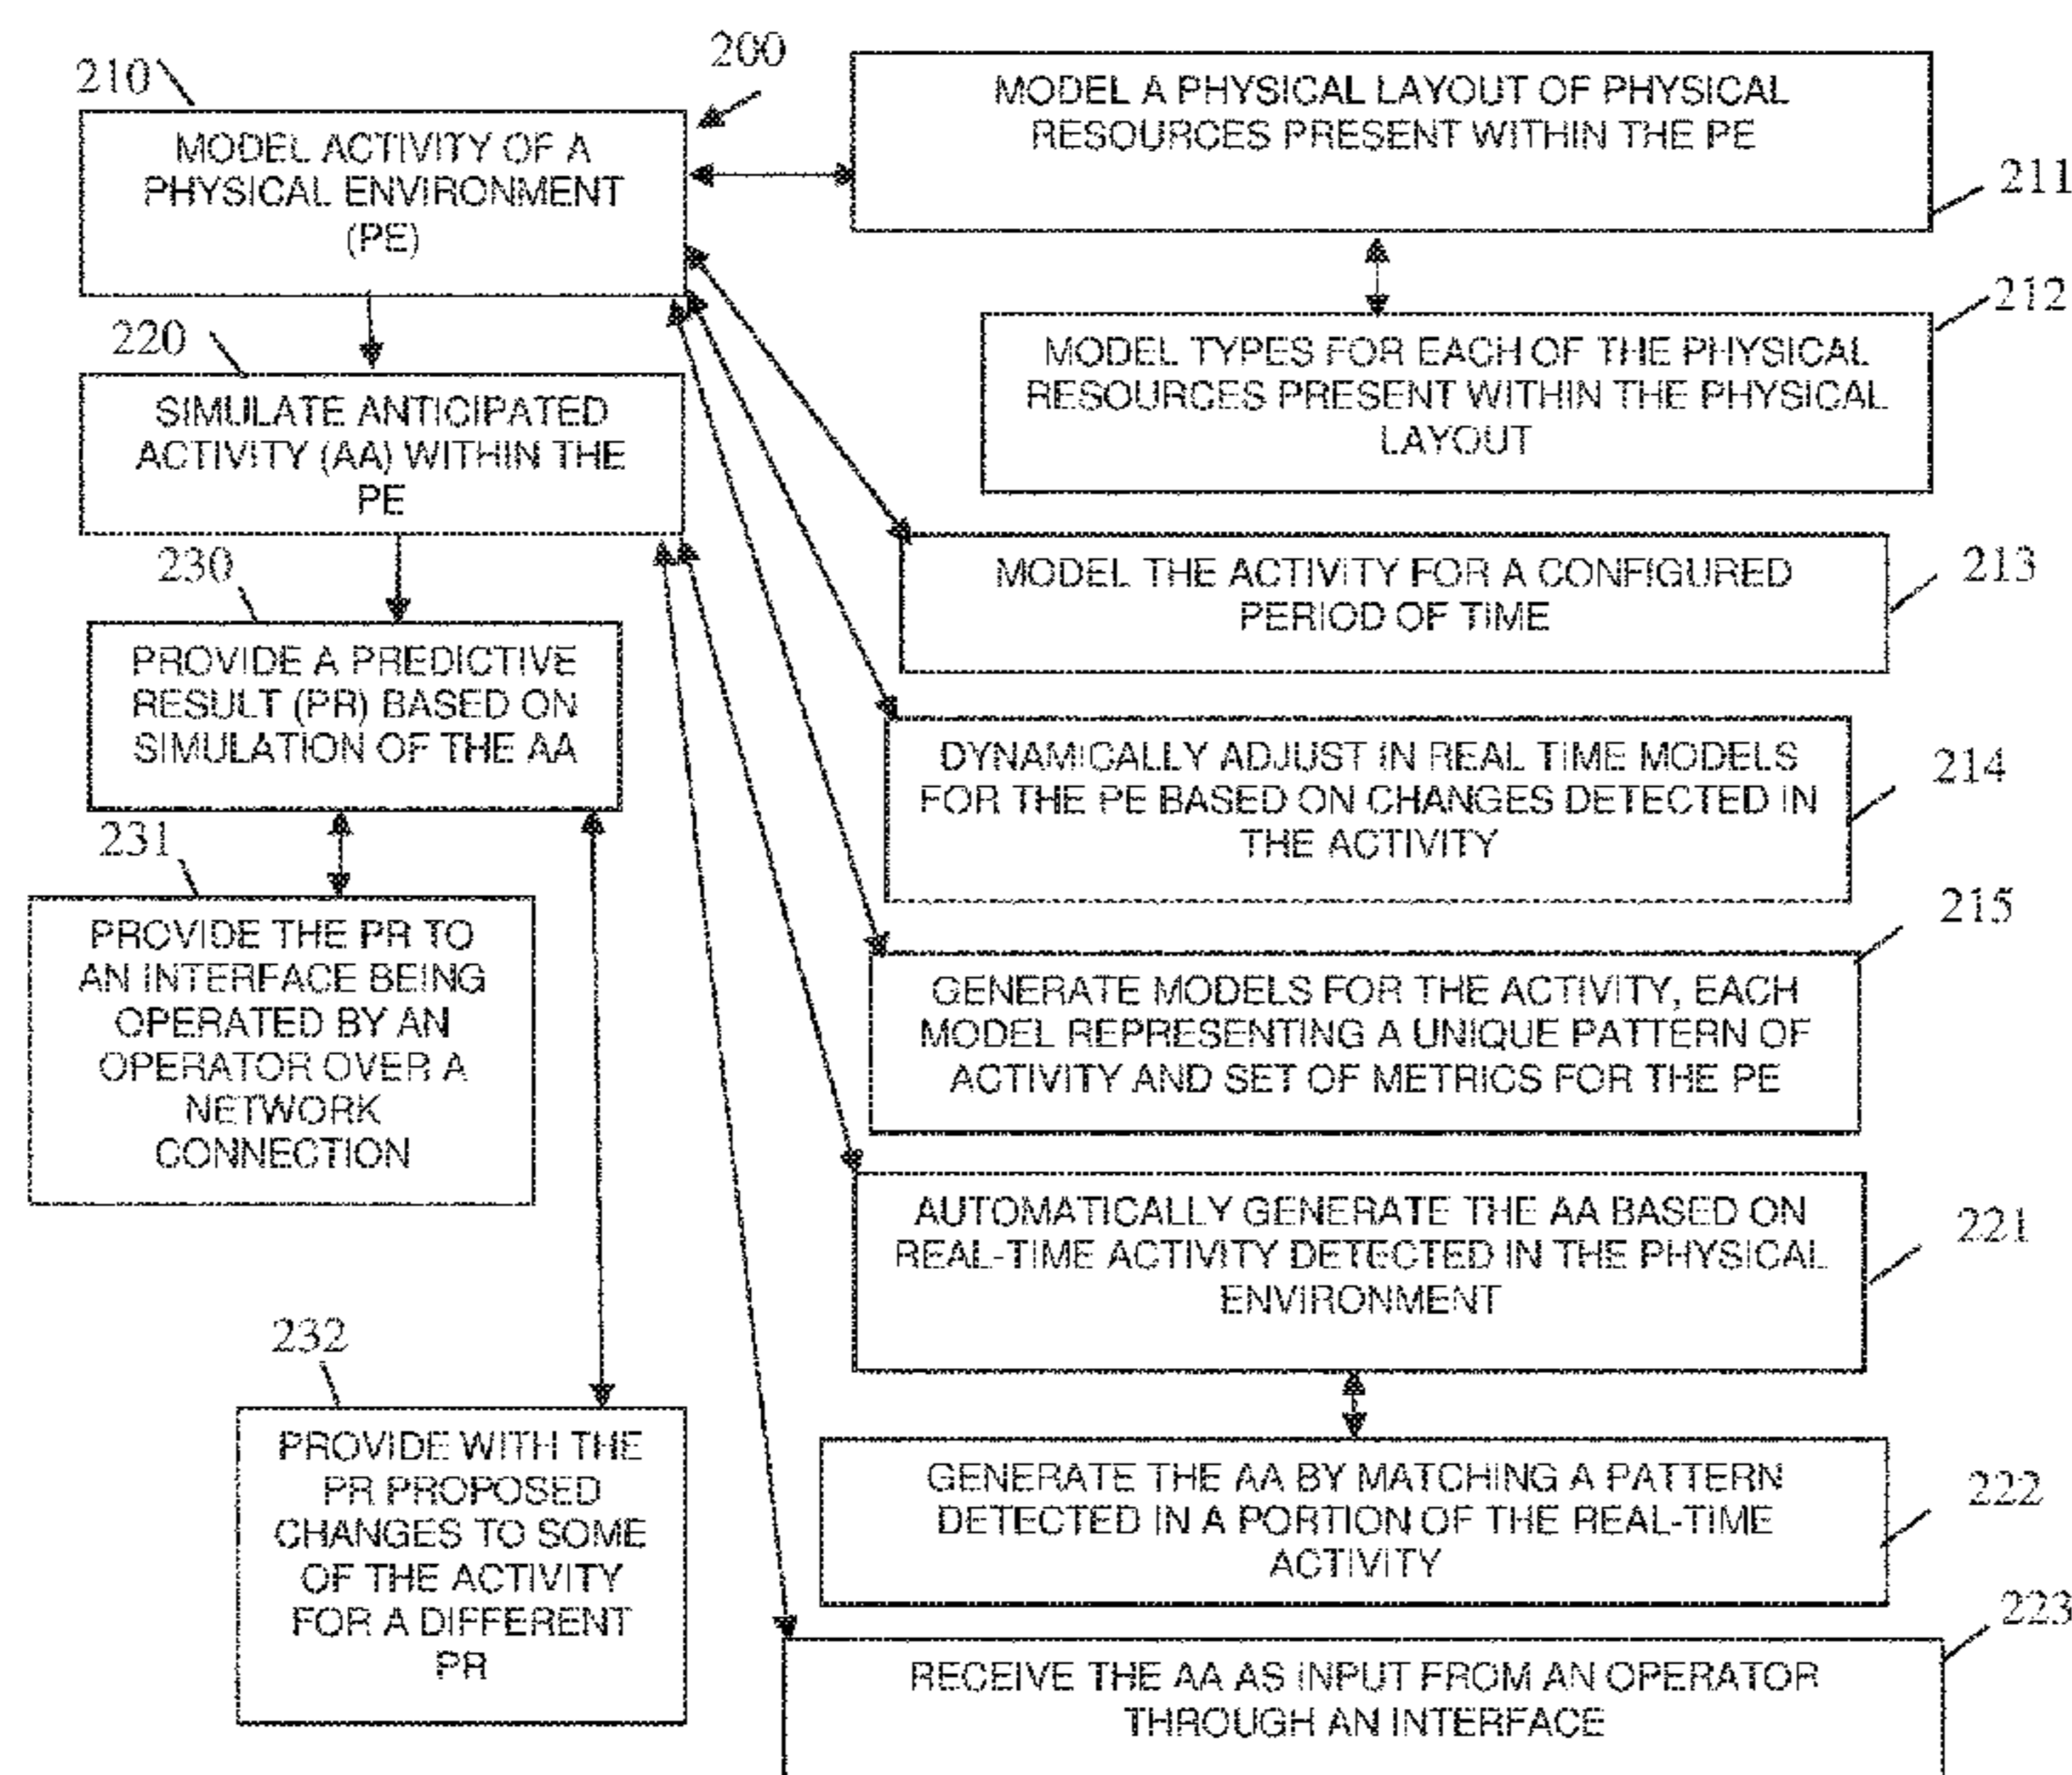 200
210
MODEL ACTIVITY OF A
PHYSICAL ENVIRONMENT
(PE)
MODEL A PHYSICAL LAYOUT OF PHYSICAL
RESOURCES PRESENT WITHIN THE PE
211
212
MODEL TYPES FOR EACH OF THE PHYSICAL
RESOURCES PRESENT WITHIN THE PHYSICAL
LAYOUT
220
SIMULATE ANTICIPATED
ACTIVITY (AA) WITHIN THE
PE
MODEL THE ACTIVITY FOR A CONFIGURED
PERIOD OF TIME
213
230
PROVIDE A PREDICTIVE
RESULT (PR) BASED ON
SIMULATION OF THE AA
DYNAMICALLY ADJUST IN REAL TIME MODELS
FOR THE PE BASED ON CHANGES DETECTED IN
THE ACTIVITY
214
231
PROVIDE THE PR TO
AN INTERFACE BEING
OPERATED BY AN
OPERATOR OVER A
NETWORK
CONNECTION
215
GENERATE MODELS FOR THE ACTIVITY, EACH
MODEL REPRESENTING A UNIQUE PATTERN OF
ACTIVITY AND SET OF METRICS FOR THE PE
AUTOMATICALLY GENERATE THE AA BASED ON
REAL-TIME ACTIVITY DETECTED IN THE PHYSICAL
ENVIRONMENT
221
232
PROVIDE WITH THE
PR PROPOSED
CHANGES TO SOME
OF THE ACTIVITY
FOR A DIFFERENT
PR
GENERATE THE AA BY MATCHING A PATTERN
DETECTED IN A PORTION OF THE REAL-TIME
ACTIVITY
222
223
RECEIVE THE AA AS INPUT FROM AN OPERATOR
THROUGH AN INTERFACE